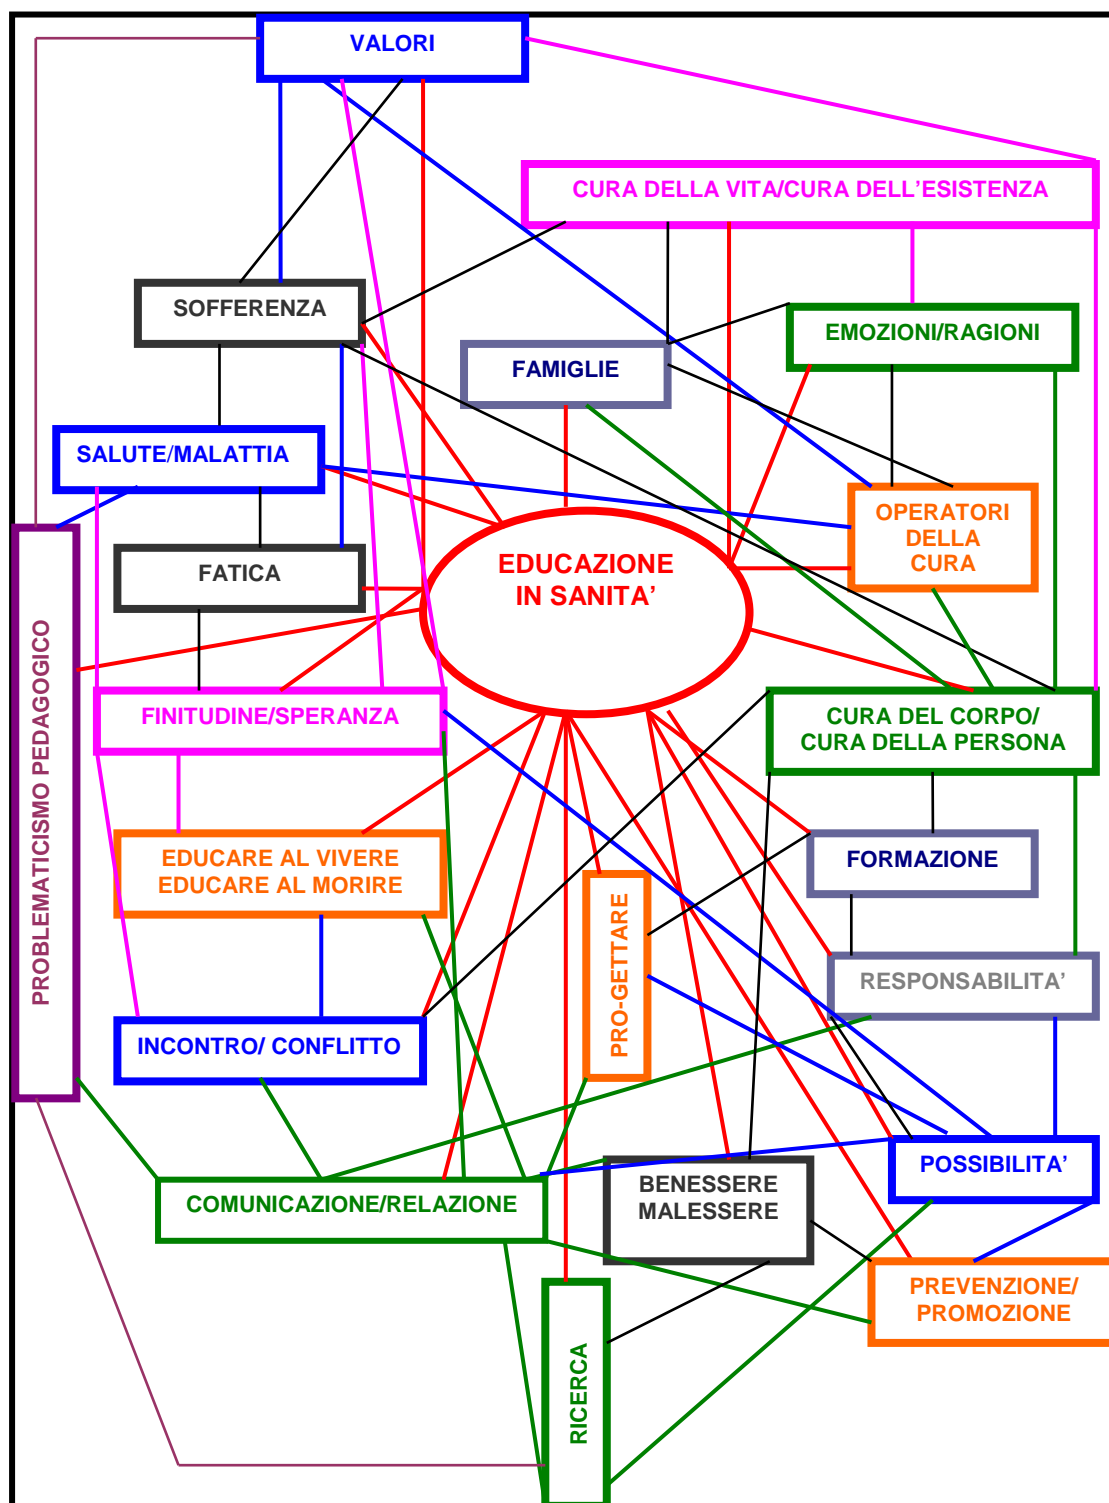 VALORI
CURA DELLA VITA/CURA DELL’ESISTENZA
SOFFERENZA
EMOZIONI/RAGIONI
FAMIGLIE
SALUTE/MALATTIA
OPERATORI
DELLA
CURA
EDUCAZIONE
IN SANITA’
FATICA
PROBLEMATICISMO PEDAGOGICO
FINITUDINE/SPERANZA
CURA DEL CORPO/
CURA DELLA PERSONA
EDUCARE AL VIVERE
EDUCARE AL MORIRE
FORMAZIONE
PRO-GETTARE
RESPONSABILITA’
INCONTRO/ CONFLITTO
POSSIBILITA’
BENESSERE
MALESSERE
COMUNICAZIONE/RELAZIONE
PREVENZIONE/
PROMOZIONE
RICERCA